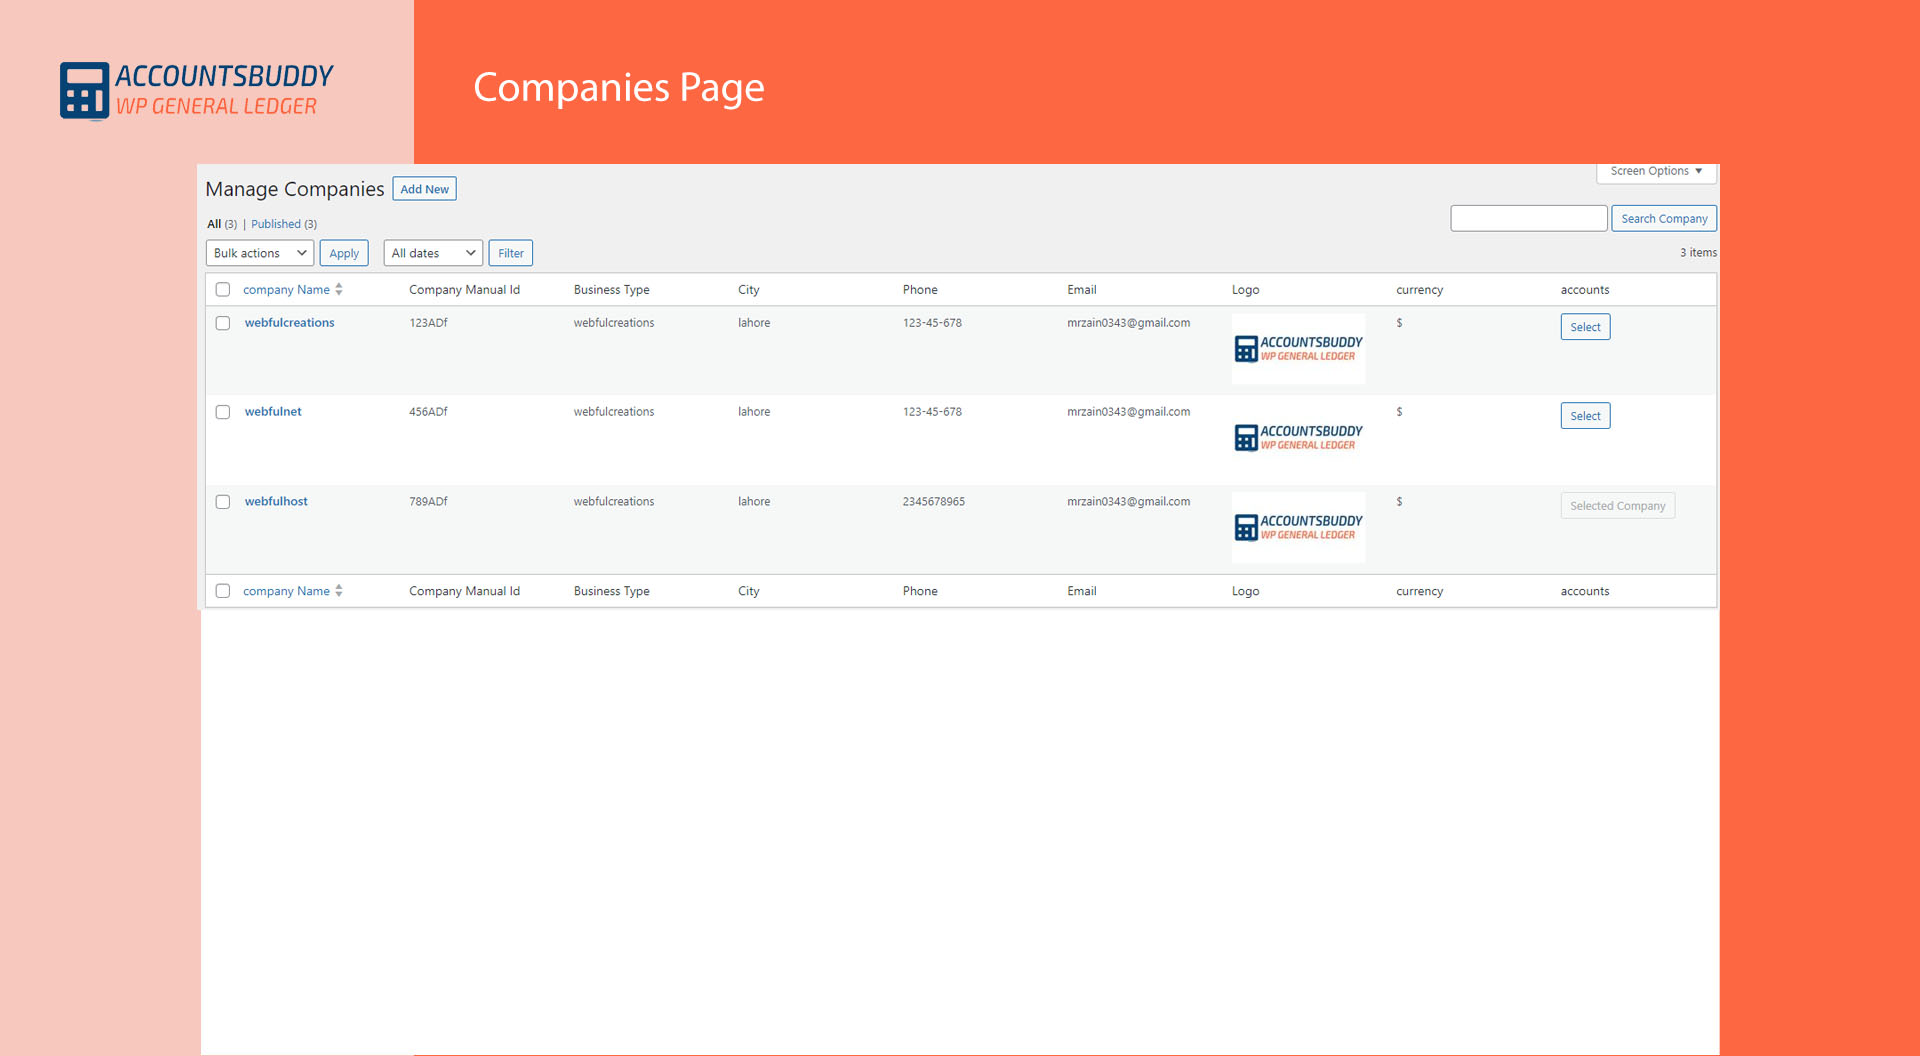 ACCOUNTSBUDDY
WP GENERAL LEDGER
Companies Page
Screen Options
Manage Companies Add New
All (3) | Published (3)
Search Company
Bulk actions Apply All dates Filter 3 items
company Name Company Manual Id Business Type City Phone Email Logo currency accounts
webfulcreations 123ADf webfulcreations lahore 123-45-678 mrzain0343@gmail.com $ Select
ACCOUNTSBUDDY
WP GENERAL LEDGER
webfulnet 456ADf webfulcreations lahore 123-45-678 mrzain0343@gmail.com $ Select
ACCOUNTSBUDDY
WP GENERAL LEDGER
webfulhost 789ADf webfulcreations lahore 2345678965 mrzain0343@gmail.com $ Selected Company
ACCOUNTSBUDDY
WP GENERAL LEDGER
company Name Company Manual Id Business Type City Phone Email Logo currency accounts